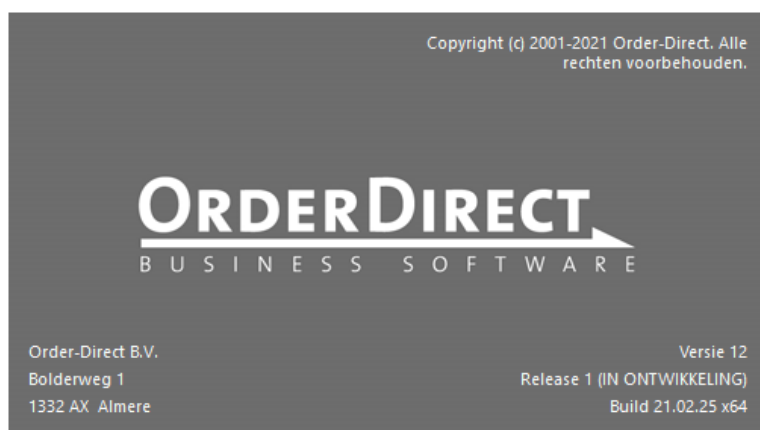 Copyright (c) 2001-2021 Order-Direct. Alle
rechten voorbehouden.
ORDERDIRECT
BUSINESS SOFTWARE
Order-Direct B.V.
Bolderweg 1
1332 AX Almere
Versie 12
Release 1 (IN ONTWIKKELING)
Build 21.02.25 x64